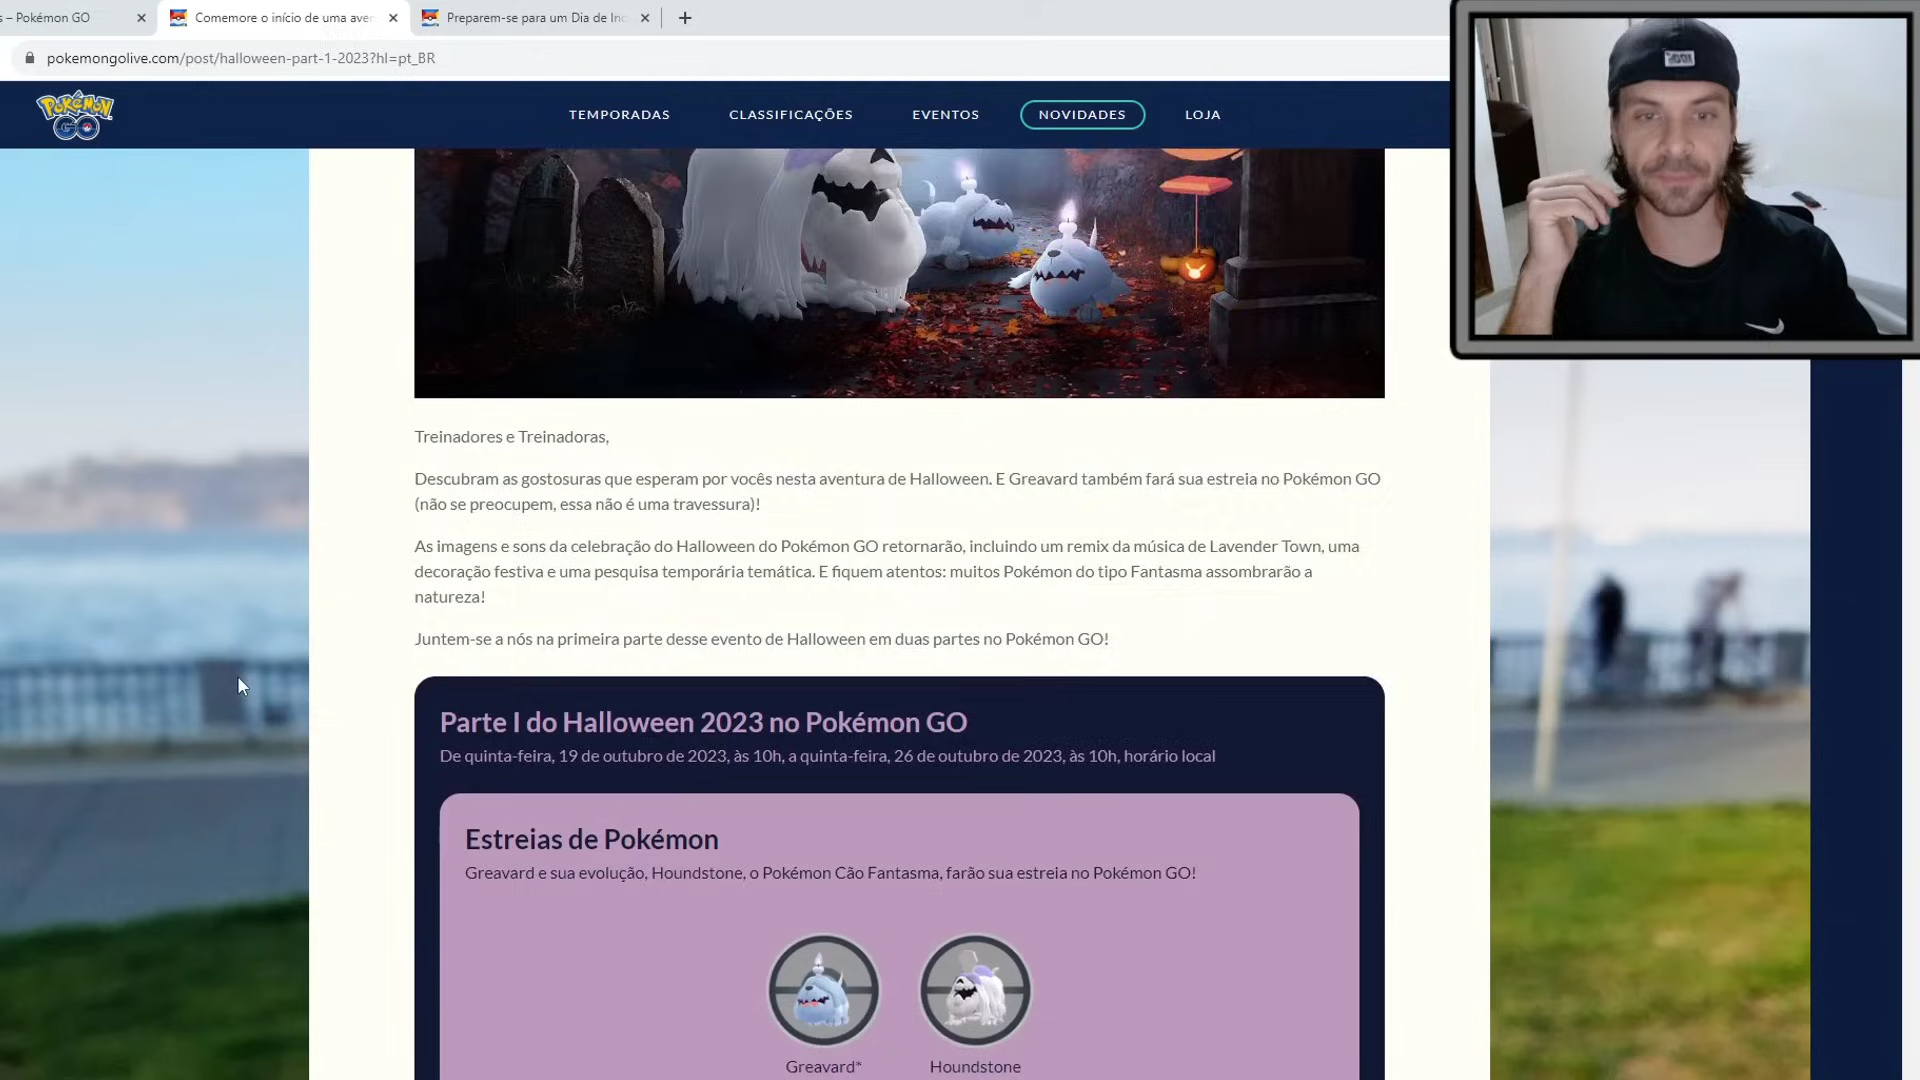 s – Pokémon GO
Comemore o início de uma aver
Preparem-se para um Dia de Inc
pokemongolive.com/post/halloween-part-1-2023?hl=pt_BR
POKÉMON GO
TEMPORADAS
CLASSIFICAÇÕES
EVENTOS
NOVIDADES
LOJA
Treinadores e Treinadoras,
Descubram as gostosuras que esperam por vocês nesta aventura de Halloween. E Greavard também fará sua estreia no Pokémon GO
(não se preocupem, essa não é uma travessura)!
As imagens e sons da celebração do Halloween do Pokémon GO retornarão, incluindo um remix da música de Lavender Town, uma
decoração festiva e uma pesquisa temporária temática. E fiquem atentos: muitos Pokémon do tipo Fantasma assombrarão a
natureza!
Juntem-se a nós na primeira parte desse evento de Halloween em duas partes no Pokémon GO!
Parte I do Halloween 2023 no Pokémon GO
De quinta-feira, 19 de outubro de 2023, às 10h, a quinta-feira, 26 de outubro de 2023, às 10h, horário local
Estreias de Pokémon
Greavard e sua evolução, Houndstone, o Pokémon Cão Fantasma, farão sua estreia no Pokémon GO!
Greavard*
Houndstone